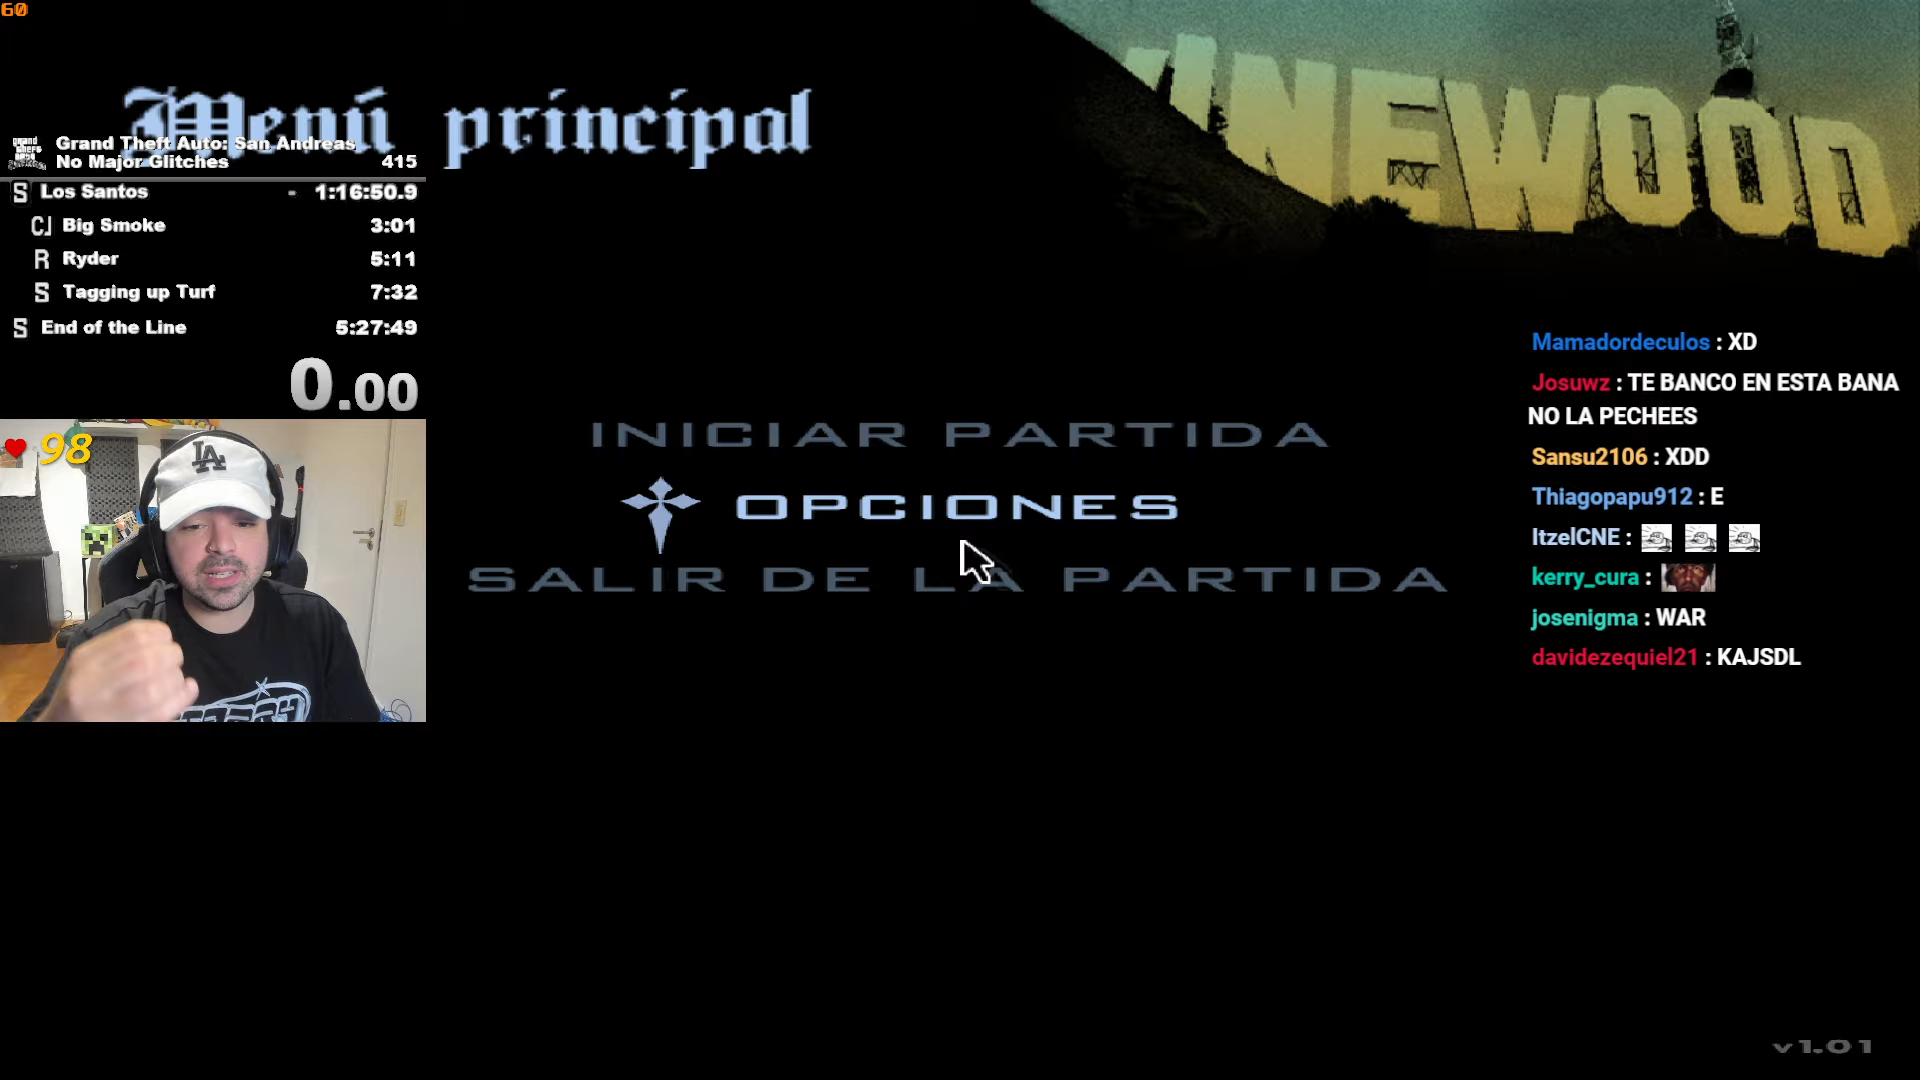 60
Menú principal
Grand Theft Auto: San Andreas
No Major Glitches 415
S Los Santos - 1:16:50.9
CJ Big Smoke 3:01
R Ryder 5:11
S Tagging up Turf 7:32
S End of the Line 5:27:49
0.00
98
LA
INEWOOD
INICIAR PARTIDA
OPCIONES
SALIR DE LA PARTIDA
Mamadordeculos : XD
Josuwz : TE BANCO EN ESTA BANA
NO LA PECHEES
Sansu2106 : XDD
Thiagopapu912 : E
ItzelCNE :
kerry_cura :
josenigma : WAR
davidezequiel21 : KAJSDL
v1.01